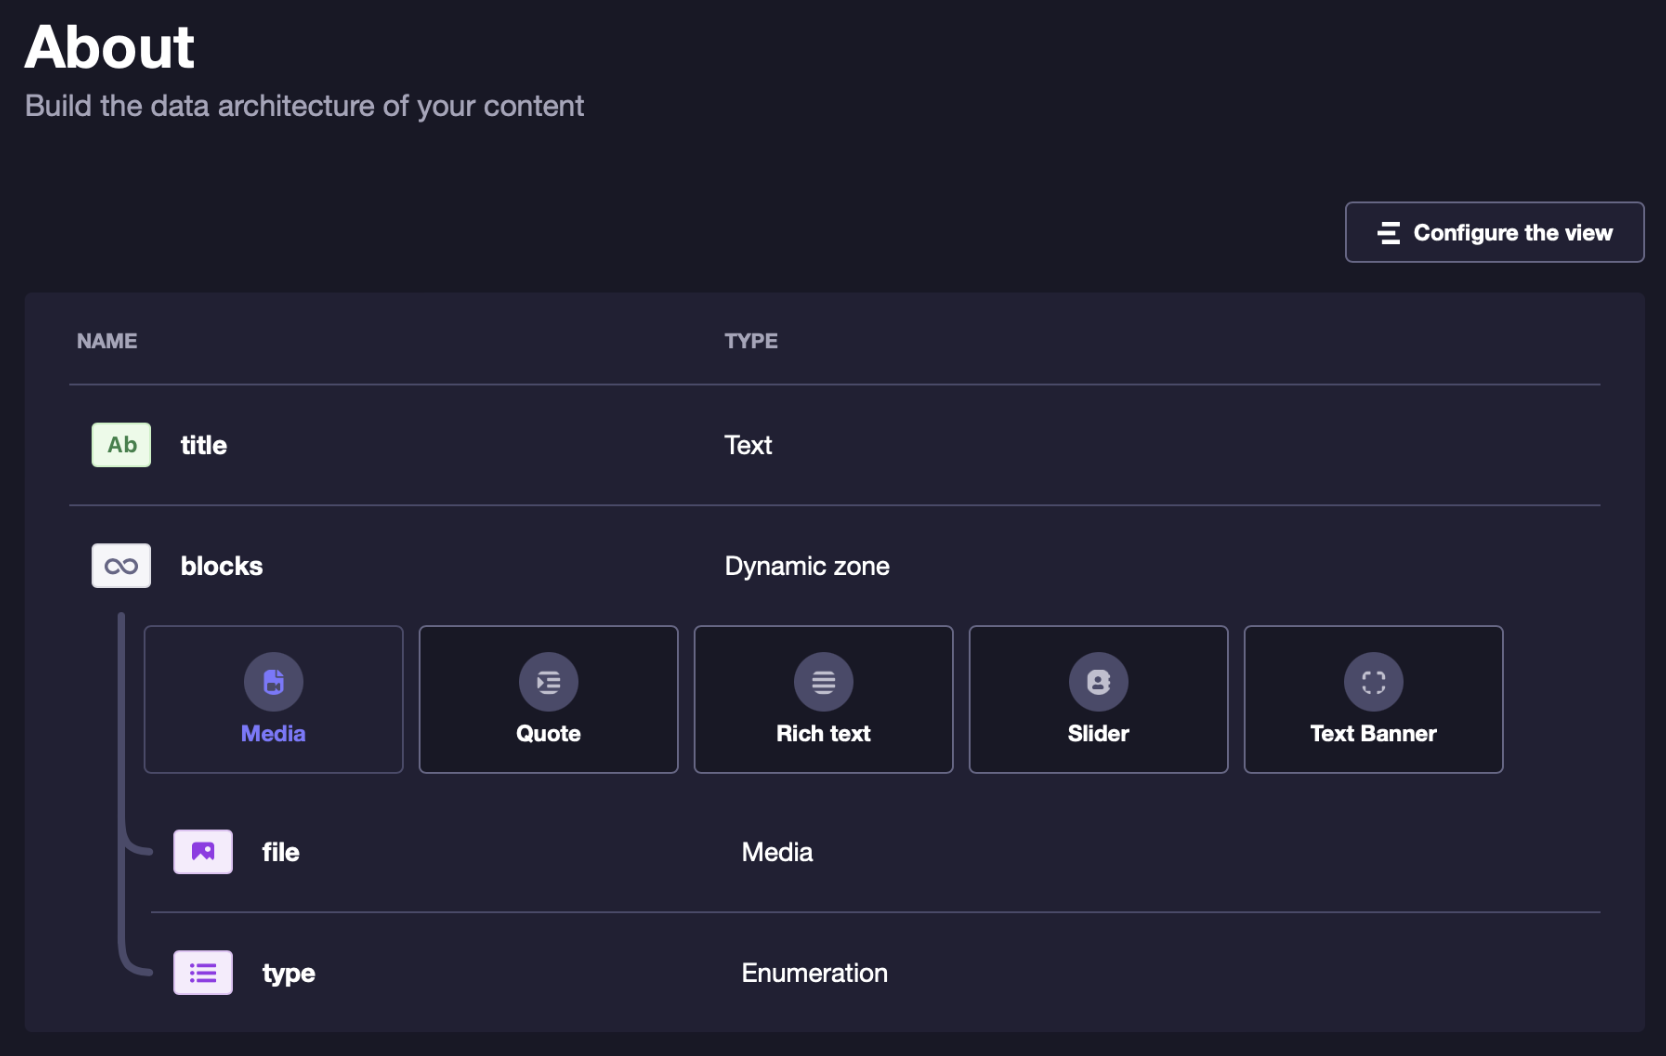 About
Build the data architecture of your content
Configure the view
NAME TYPE
Ab title Text
blocks Dynamic zone
Media Quote Rich text Slider Text Banner
file Media
type Enumeration